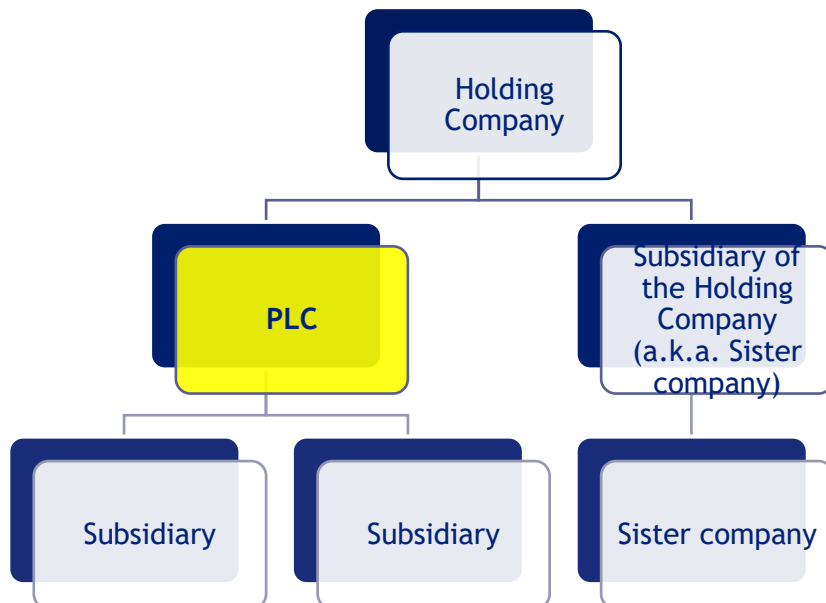 Holding
Company
PLC
Subsidiary of
the Holding
Company
(a.k.a. Sister
company)
Subsidiary
Subsidiary
Sister company